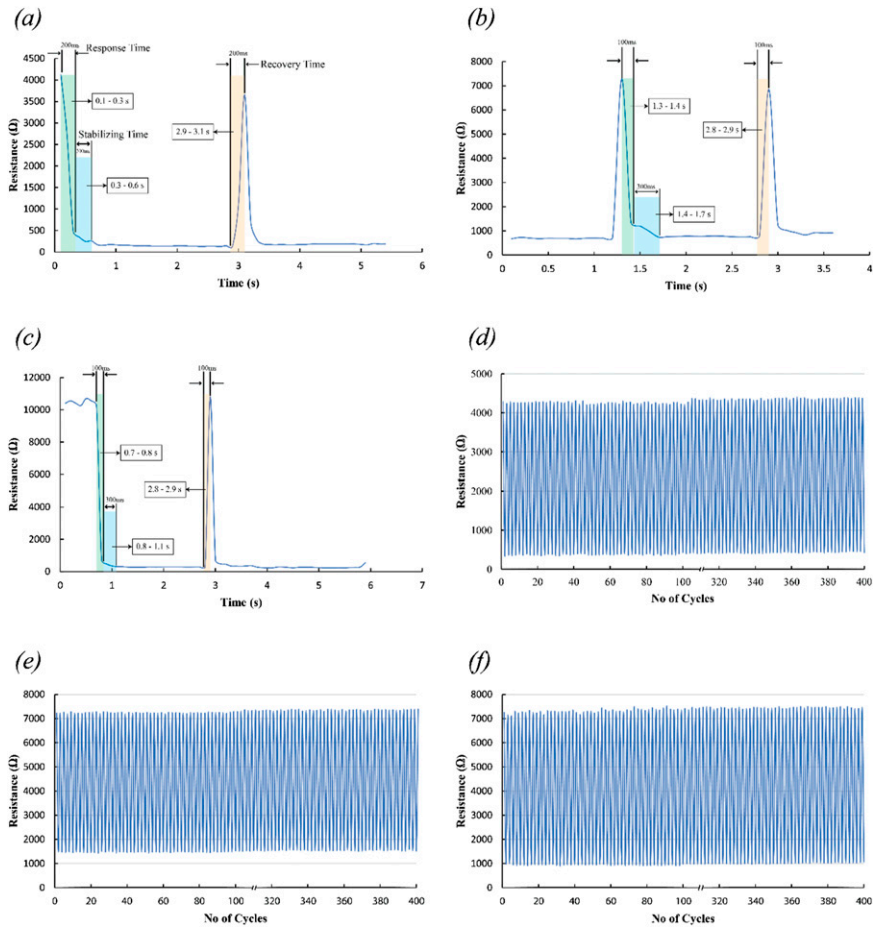 (a)
200ms
Response Time
200ms
Recovery Time
4500
4000
3500
3000
2500
2000
1500
1000
500
0
Resistance (Ω)
0.1 - 0.3 s
Stabilizing Time
0.3 - 0.6 s
2.9 - 3.1 s
0 1 2 3 4 5 6
Time (s)
(b)
100ms
100ms
8000
7000
6000
5000
4000
3000
2000
1000
0
Resistance (Ω)
1.3 - 1.4 s
2.8 - 2.9 s
300ms
1.4 - 1.7 s
0 0.5 1 1.5 2 2.5 3 3.5 4
Time (s)
(c)
100ms
100ms
12000
10000
8000
6000
4000
2000
0
Resistance (Ω)
0.7 - 0.8 s
2.8 - 2.9 s
300ms
0.8 - 1.1 s
0 1 2 3 4 5 6 7
Time (s)
(d)
5000
4000
3000
2000
1000
0
Resistance (Ω)
0 20 40 60 80 100 320 340 360 380 400
No of Cycles
(e)
8000
7000
6000
5000
4000
3000
2000
1000
0
Resistance (Ω)
0 20 40 60 80 100 340 360 380 400
No of Cycles
(f)
8000
7000
6000
5000
4000
3000
2000
1000
0
Resistance (Ω)
0 20 40 60 80 100 320 340 360 380 400
No of Cycles